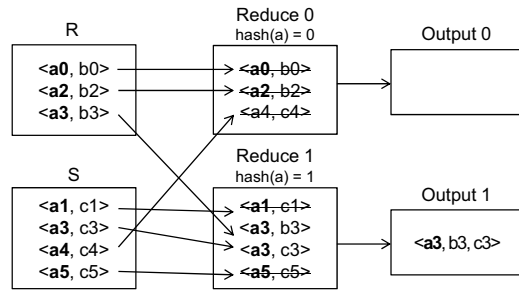 R
<a0, b0>
<a2, b2>
<a3, b3>
S
<a1, c1>
<a3, c3>
<a4, c4>
<a5, c5>
Reduce 0
hash(a) = 0
<a0, b0>
<a2, b2>
<a4, c4>
Reduce 1
hash(a) = 1
<a1, c1>
<a3, b3>
<a3, c3>
<a5, c5>
Output 0
Output 1
<a3, b3, c3>